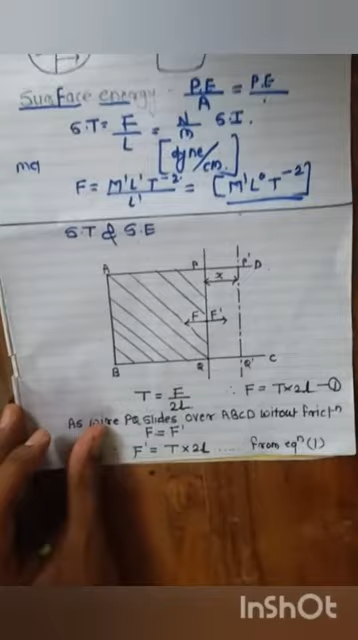 Surface energy - P.E/A = P.E/
S.T = F/L = N/m S.I.
[dyne/cm.]
F = M¹L¹T⁻²/L¹ = [M¹L⁰T⁻²]
S.T & S.E
A P P' D
x
F F'
B Q Q' C
T = F/2L ∴ F = T×2L —①
As wire PQ slides over ABCD witout frictⁿ
F = F'
F' = T×2L ...... from eqⁿ(1)
InShOt